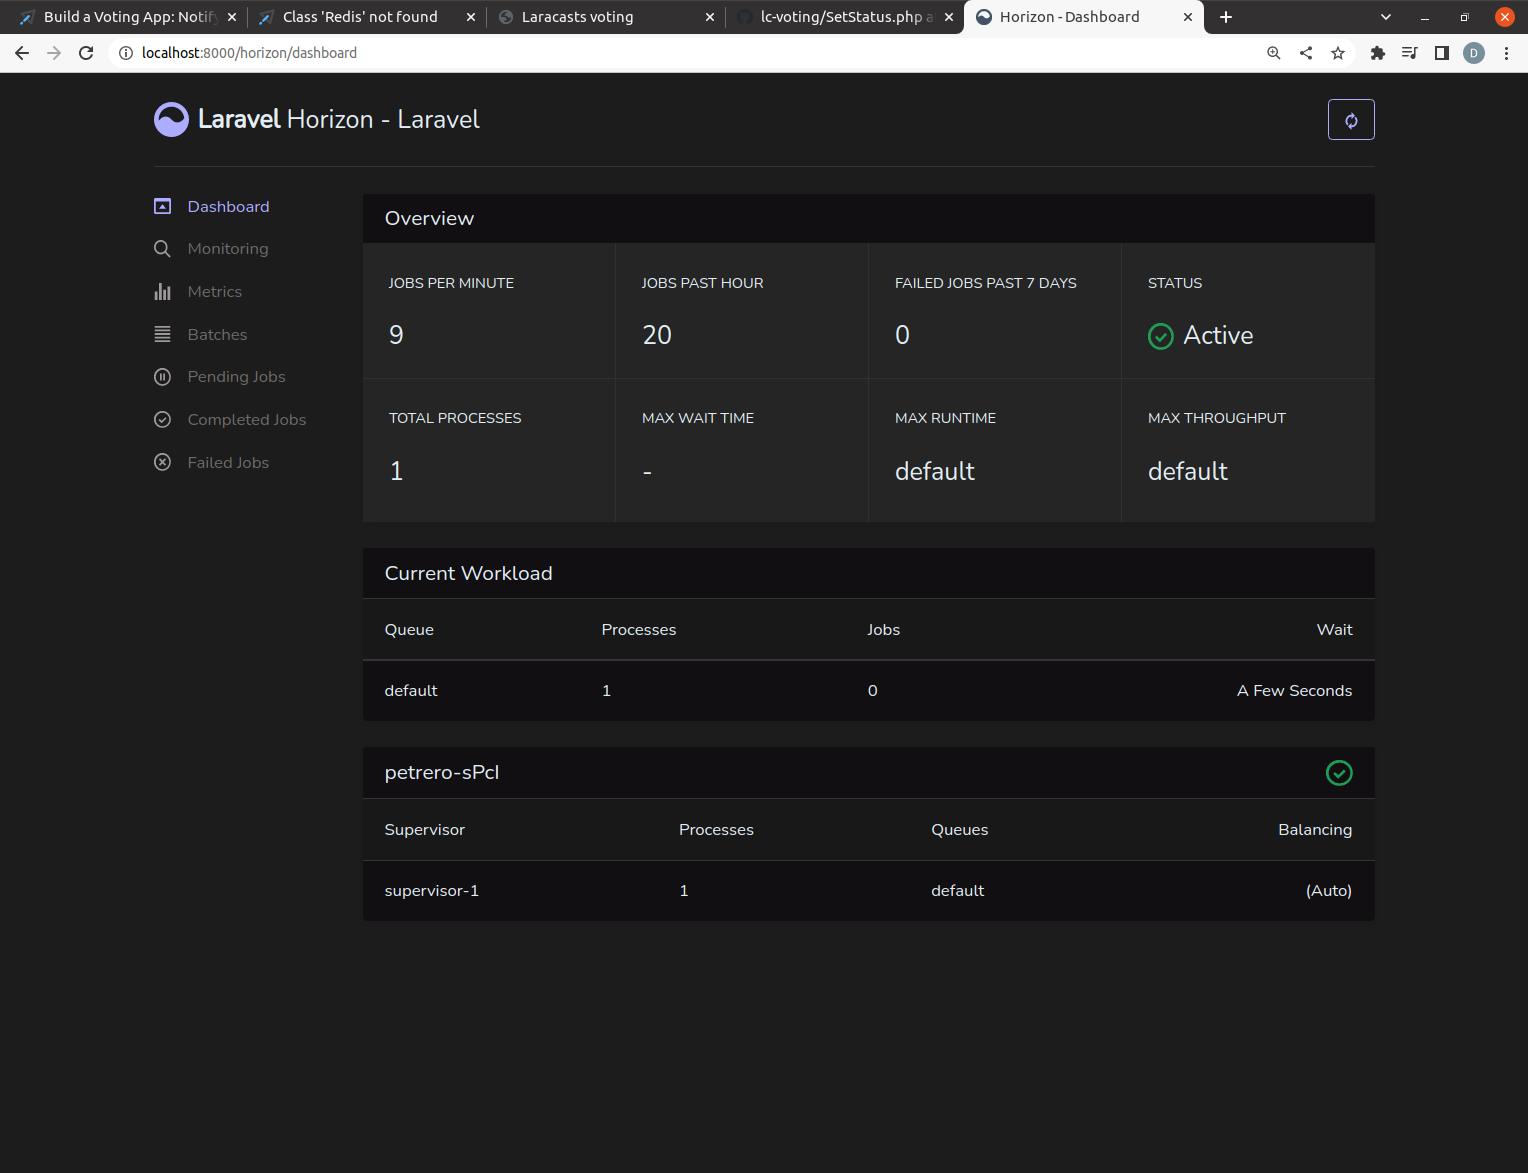 Build a Voting App: Notify
Class 'Redis' not found
Laracasts voting
lc-voting/SetStatus.php a
Horizon - Dashboard
localhost:8000/horizon/dashboard
D
Laravel Horizon - Laravel
Dashboard
Monitoring
Metrics
Batches
Pending Jobs
Completed Jobs
Failed Jobs
Overview
JOBS PER MINUTE
JOBS PAST HOUR
FAILED JOBS PAST 7 DAYS
STATUS
9
20
0
Active
TOTAL PROCESSES
MAX WAIT TIME
MAX RUNTIME
MAX THROUGHPUT
1
-
default
default
Current Workload
Queue Processes Jobs Wait
default 1 0 A Few Seconds
petrero-sPcI
Supervisor Processes Queues Balancing
supervisor-1 1 default (Auto)